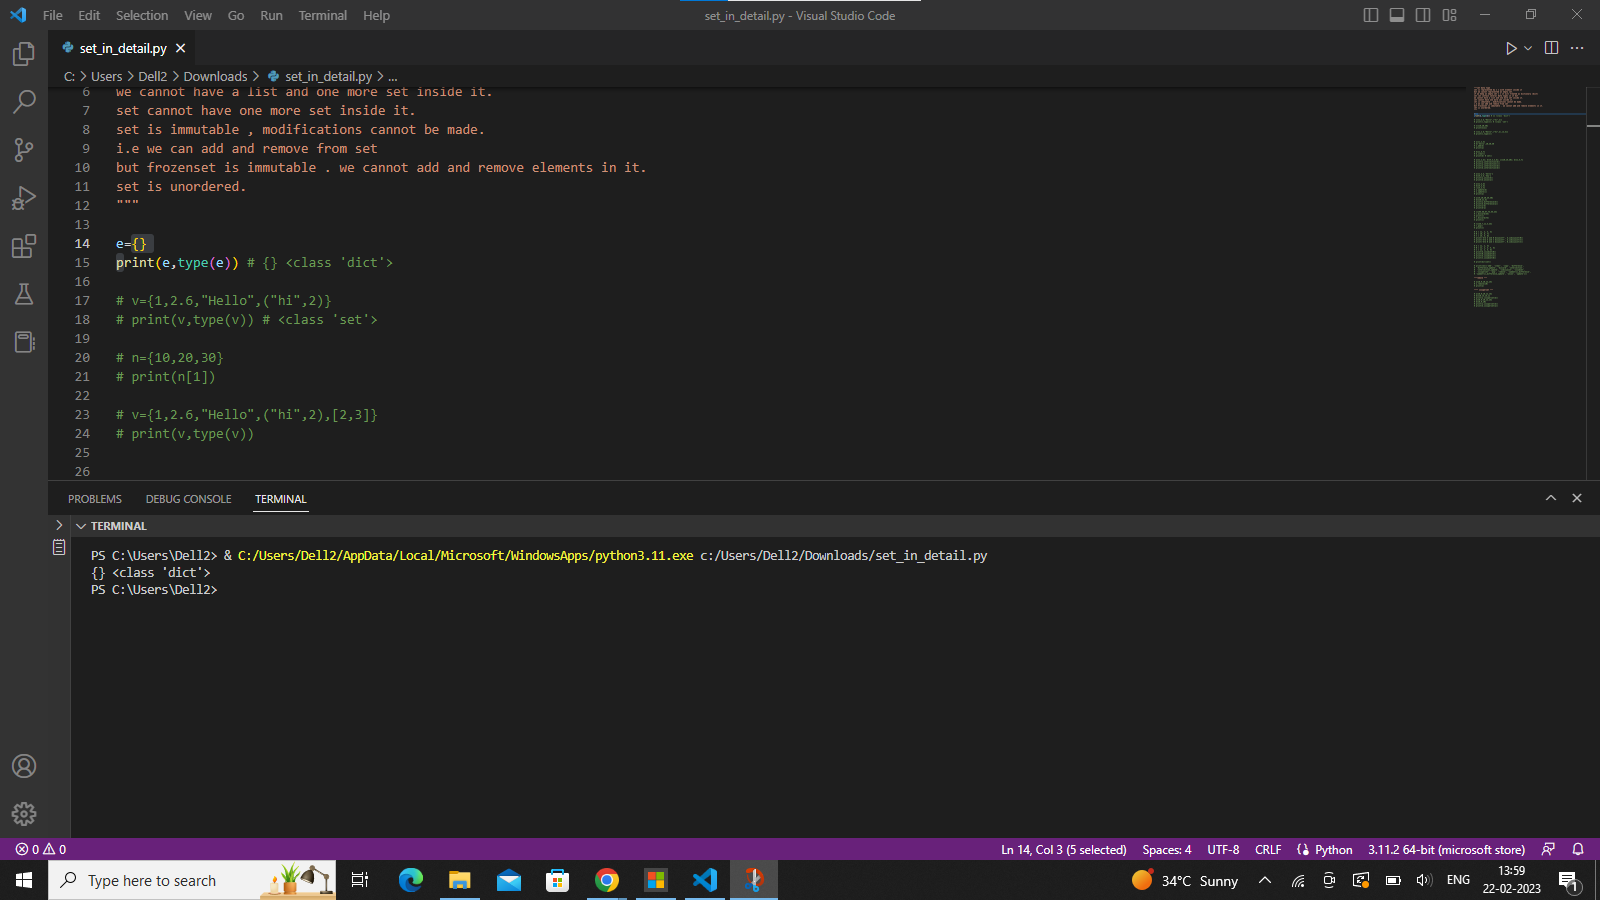 File Edit Selection View Go Run Terminal Help
set_in_detail.py - Visual Studio Code
set_in_detail.py
C: > Users > Dell2 > Downloads > set_in_detail.py > ...
6 we cannot have a list and one more set inside it.
7 set cannot have one more set inside it.
8 set is immutable , modifications cannot be made.
9 i.e we can add and remove from set
10 but frozenset is immutable . we cannot add and remove elements in it.
11 set is unordered.
12 """
13
14 e={}
15 print(e,type(e)) # {} <class 'dict'>
16
17 # v={1,2.6,"Hello",("hi",2)}
18 # print(v,type(v)) # <class 'set'>
19
20 # n={10,20,30}
21 # print(n[1])
22
23 # v={1,2.6,"Hello",("hi",2),[2,3]}
24 # print(v,type(v))
25
26
PROBLEMS DEBUG CONSOLE TERMINAL
TERMINAL
PS C:\Users\Dell2> & C:/Users/Dell2/AppData/Local/Microsoft/WindowsApps/python3.11.exe c:/Users/Dell2/Downloads/set_in_detail.py
{} <class 'dict'>
PS C:\Users\Dell2>
0 0 Ln 14, Col 3 (5 selected) Spaces: 4 UTF-8 CRLF Python 3.11.2 64-bit (microsoft store)
Type here to search
34°C Sunny
ENG
13:59
22-02-2023
1